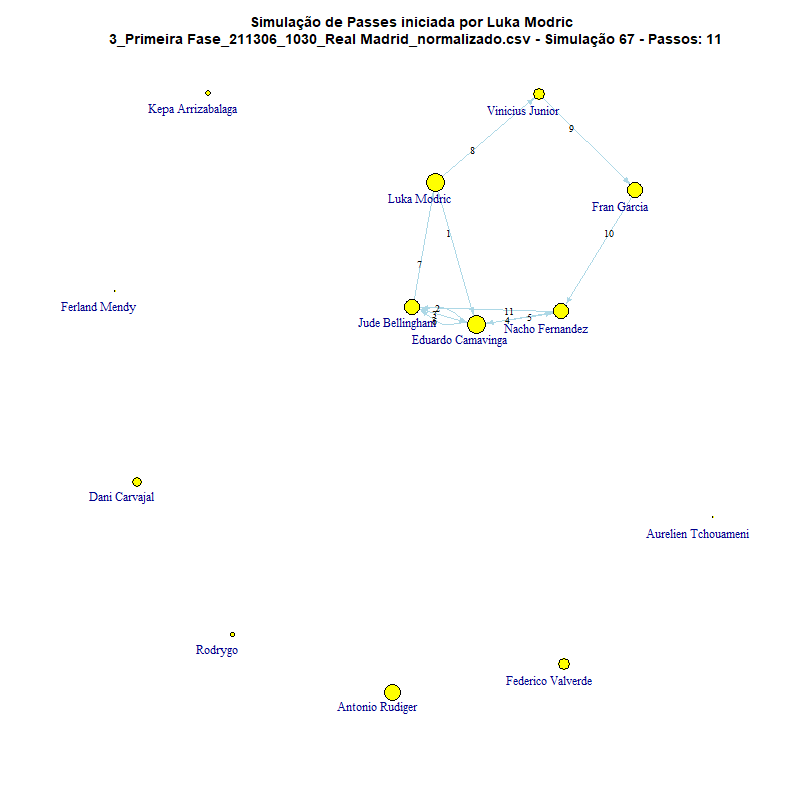 Simulação de Passes iniciada por Luka Modric
3_Primeira Fase_211306_1030_Real Madrid_normalizado.csv - Simulação 67 - Passos: 11
Kepa Arrizabalaga
Vinicius Junior
9
8
Luka Modric
Fran Garcia
1
10
7
Ferland Mendy
2
3
11
5
4
Jude Bellingham
Nacho Fernandez
Eduardo Camavinga
Dani Carvajal
Aurelien Tchouameni
Rodrygo
Federico Valverde
Antonio Rudiger